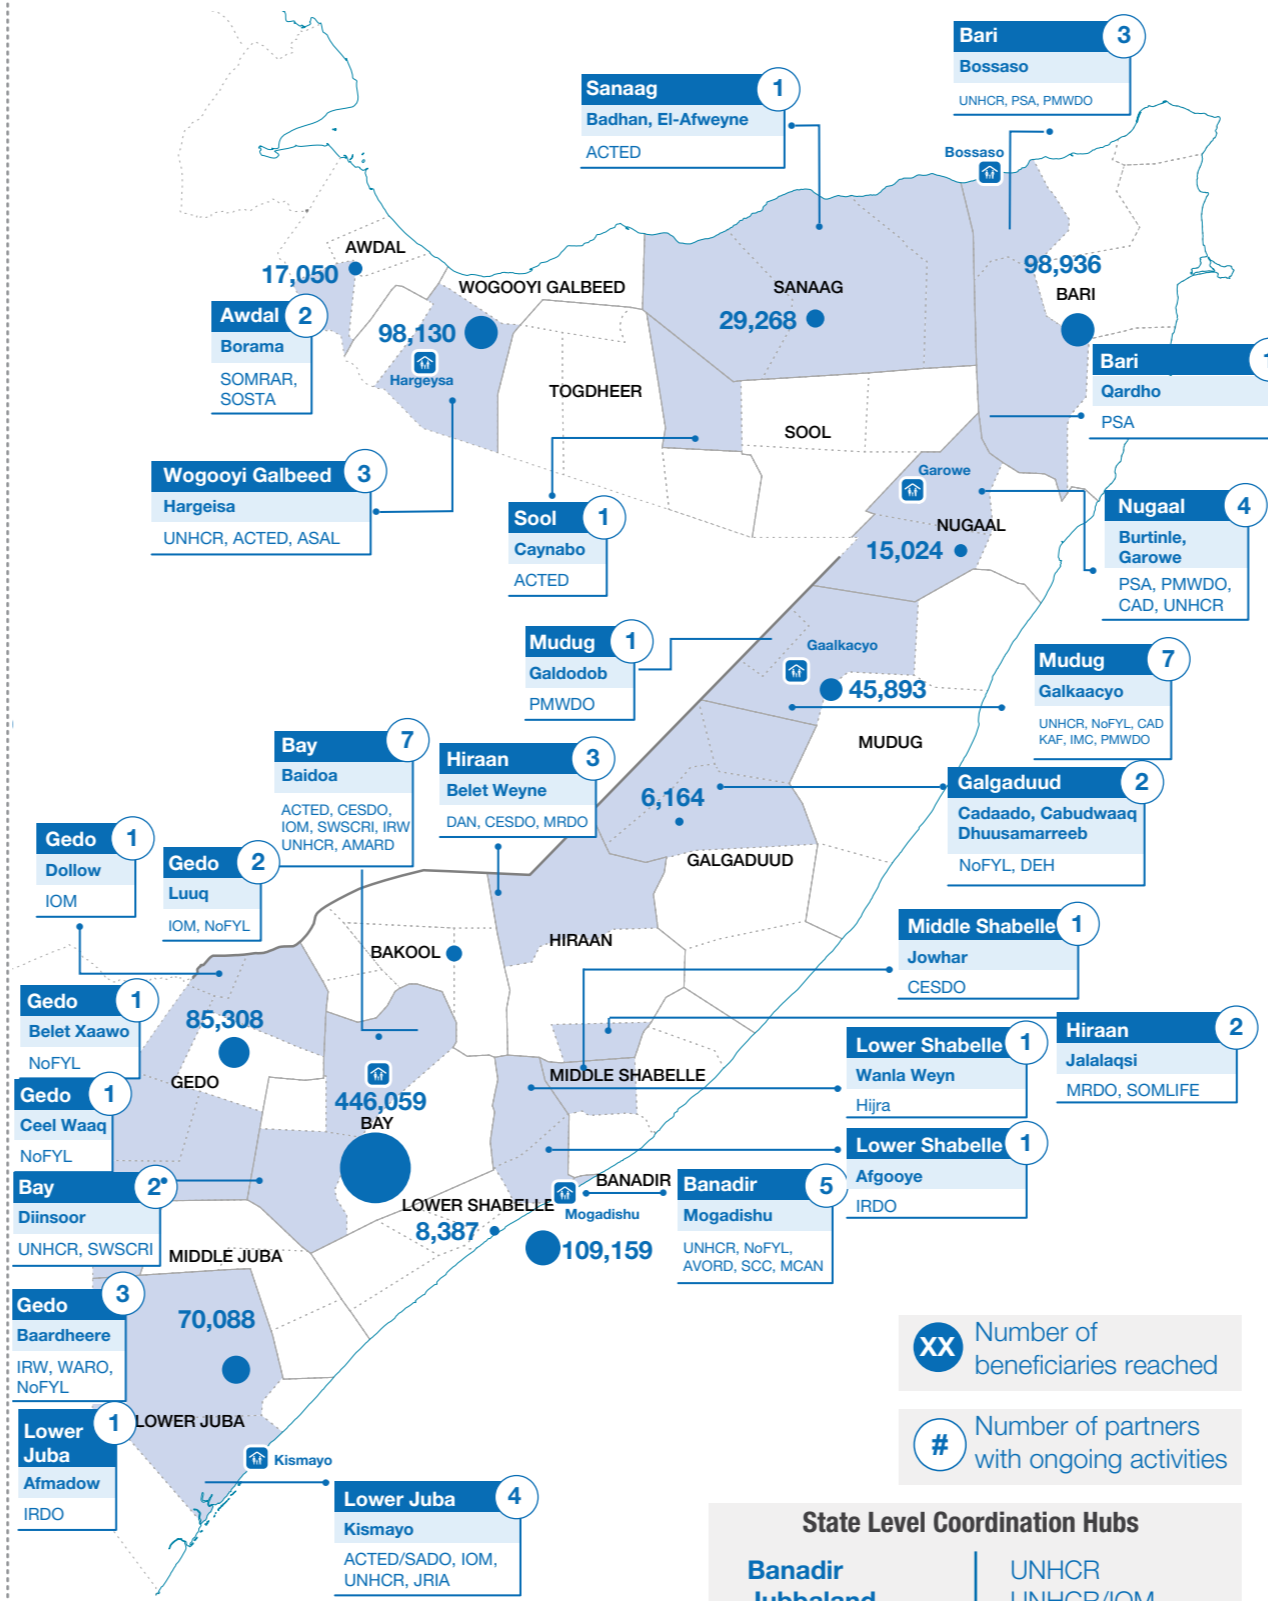 Bari
3
Bossaso
UNHCR, PSA, PMWDO
Sanaag
1
Badhan, El-Afweyne
ACTED
Bossaso
AWDAL
17,050
WOGOOYI GALBEED
SANAAG
29,268
98,936
BARI
Awdal
2
Borama
SOMRAR,
SOSTA
98,130
Hargeysa
TOGDHEER
SOOL
Bari
1
Qardho
PSA
Wogooyi Galbeed
3
Hargeisa
UNHCR, ACTED, ASAL
Sool
1
Caynabo
ACTED
Garowe
NUGAAL
15,024
Nugaal
4
Burtinle,
Garowe
PSA, PMWDO,
CAD, UNHCR
Mudug
1
Galdodob
PMWDO
Gaalkacyo
45,893
MUDUG
Mudug
7
Galkaacyo
UNHCR, NoFYL, CAD
KAF, IMC, PMWDO
Bay
7
Baidoa
ACTED, CESDO,
IOM, SWSCRI, IRW
UNHCR, AMARD
Hiraan
3
Belet Weyne
DAN, CESDO, MRDO
6,164
GALGADUUD
Galgaduud
2
Cadaado, Cabudwaaq
Dhuusamarreeb
NoFYL, DEH
Gedo
1
Dollow
IOM
Gedo
2
Luuq
IOM, NoFYL
BAKOOL
HIRAAN
Middle Shabelle
1
Jowhar
CESDO
Gedo
1
Belet Xaawo
NoFYL
85,308
GEDO
Hiraan
2
Jalalaqsi
MRDO, SOMLIFE
Lower Shabelle
1
Wanla Weyn
Hijra
MIDDLE SHABELLE
Gedo
1
Ceel Waaq
NoFYL
446,059
BAY
Lower Shabelle
1
Afgooye
IRDO
Bay
2
Diinsoor
UNHCR, SWSCRI
BANADIR
Mogadishu
LOWER SHABELLE
8,387
109,159
Banadir
5
Mogadishu
UNHCR, NoFYL,
AVORD, SCC, MCAN
MIDDLE JUBA
Gedo
3
Baardheere
IRW, WARO,
NoFYL
70,088
LOWER JUBA
Lower
Juba
1
Afmadow
IRDO
Kismayo
Lower Juba
4
Kismayo
ACTED/SADO, IOM,
UNHCR, JRIA
XX
Number of
beneficiaries reached
#
Number of partners
with ongoing activities
State Level Coordination Hubs
Banadir
UNHCR
Jubbaland
UNHCR/IOM